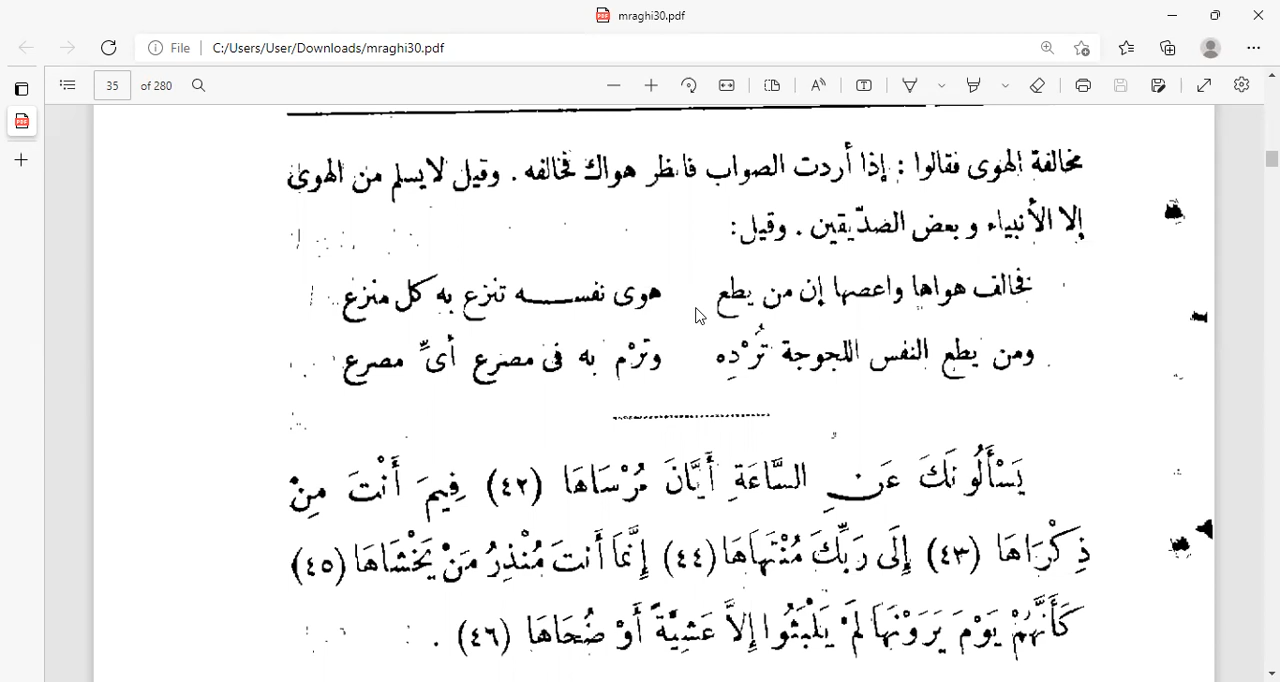 mraghi30.pdf
File C:/Users/User/Downloads/mraghi30.pdf
35 of 280
مخالفة الهوى فقالوا : إذا أردت الصواب فانظر هواك فخالفه . وقيل لا يسلم من الهوى
إلا الأنبياء و بعض الصدّيقين . وقيل:
فخالف هواها واعصها إن من يطع هوى نفســـه تنزع به كل منزع
ومن يطع النفس اللجوجة تُرْدِه وترْم به فى مصرع أىِّ مصرع
يَسْأَلُونَكَ عَنِ السَّاعَةِ أَيَّانَ مُرْسَاهَا (٤٢) فِيمَ أَنْتَ مِنْ
ذِكْرَاهَا (٤٣) إِلَى رَبِّكَ مُنْتَهَاهَا (٤٤) إِنَّمَا أَنتَ مُنْذِرُ مَنْ يَخْشَاهَا (٤٥)
كَأَنَّهُمْ يَوْمَ يَرَوْنَهَا لَمْ يَلْبَثُوا إِلاَّ عَشِيَّةً أَوْ ضُحَاهَا (٤٦) .